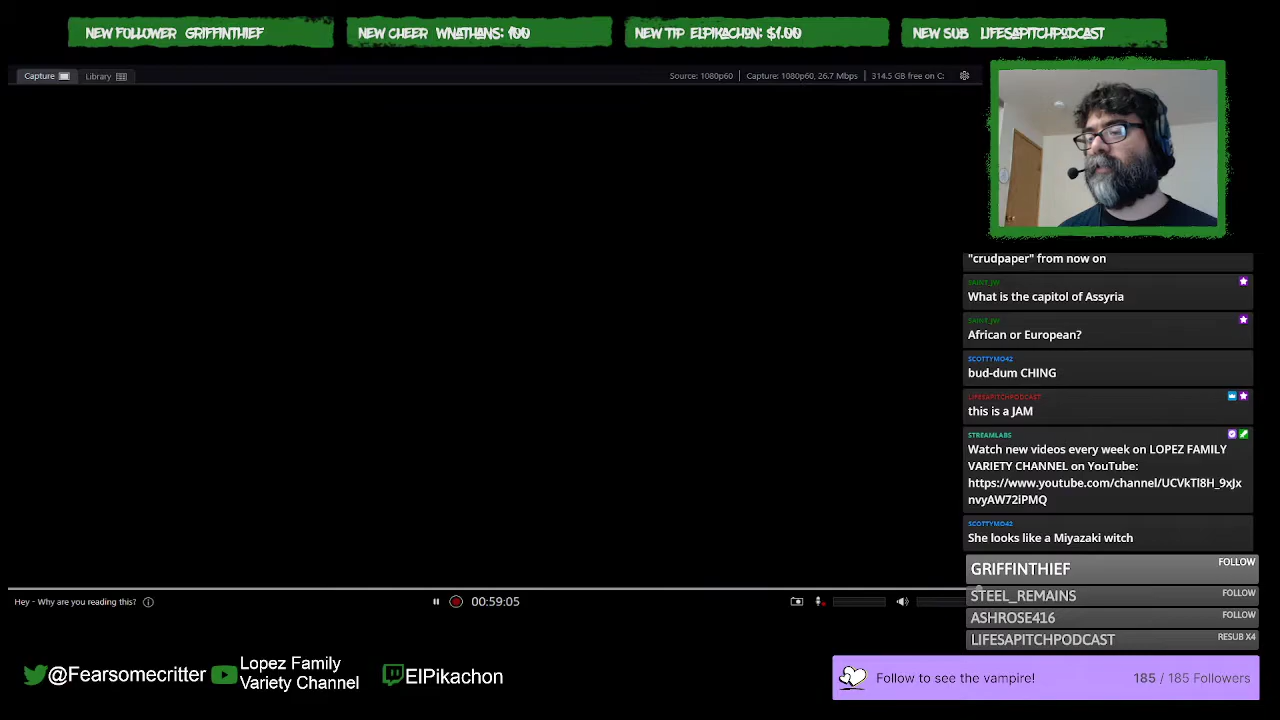 NEW FOLLOWER GRIFFINTHIEF
NEW CHEER WNATHANS: 100
NEW TIP ELPIKACHON: $1.00
NEW SUB LIFESAPITCHPODCAST
Capture
Library
Source: 1080p60
Capture: 1080p60, 26.7 Mbps
314.5 GB free on C:
"crudpaper" from now on
SAINT_JW
What is the capitol of Assyria
SAINT_JW
African or European?
SCOTTYMO42
bud-dum CHING
LIFESAPITCHPODCAST
this is a JAM
STREAMLABS
Watch new videos every week on LOPEZ FAMILY
VARIETY CHANNEL on YouTube:
https://www.youtube.com/channel/UCVkTl8H_9xJx
nvyAW72iPMQ
SCOTTYMO42
She looks like a Miyazaki witch
GRIFFINTHIEF FOLLOW
STEEL_REMAINS FOLLOW
ASHROSE416 FOLLOW
LIFESAPITCHPODCAST RESUB X4
Hey - Why are you reading this?
00:59:05
@Fearsomecritter
Lopez Family
Variety Channel
ElPikachon
Follow to see the vampire! 185 / 185 Followers